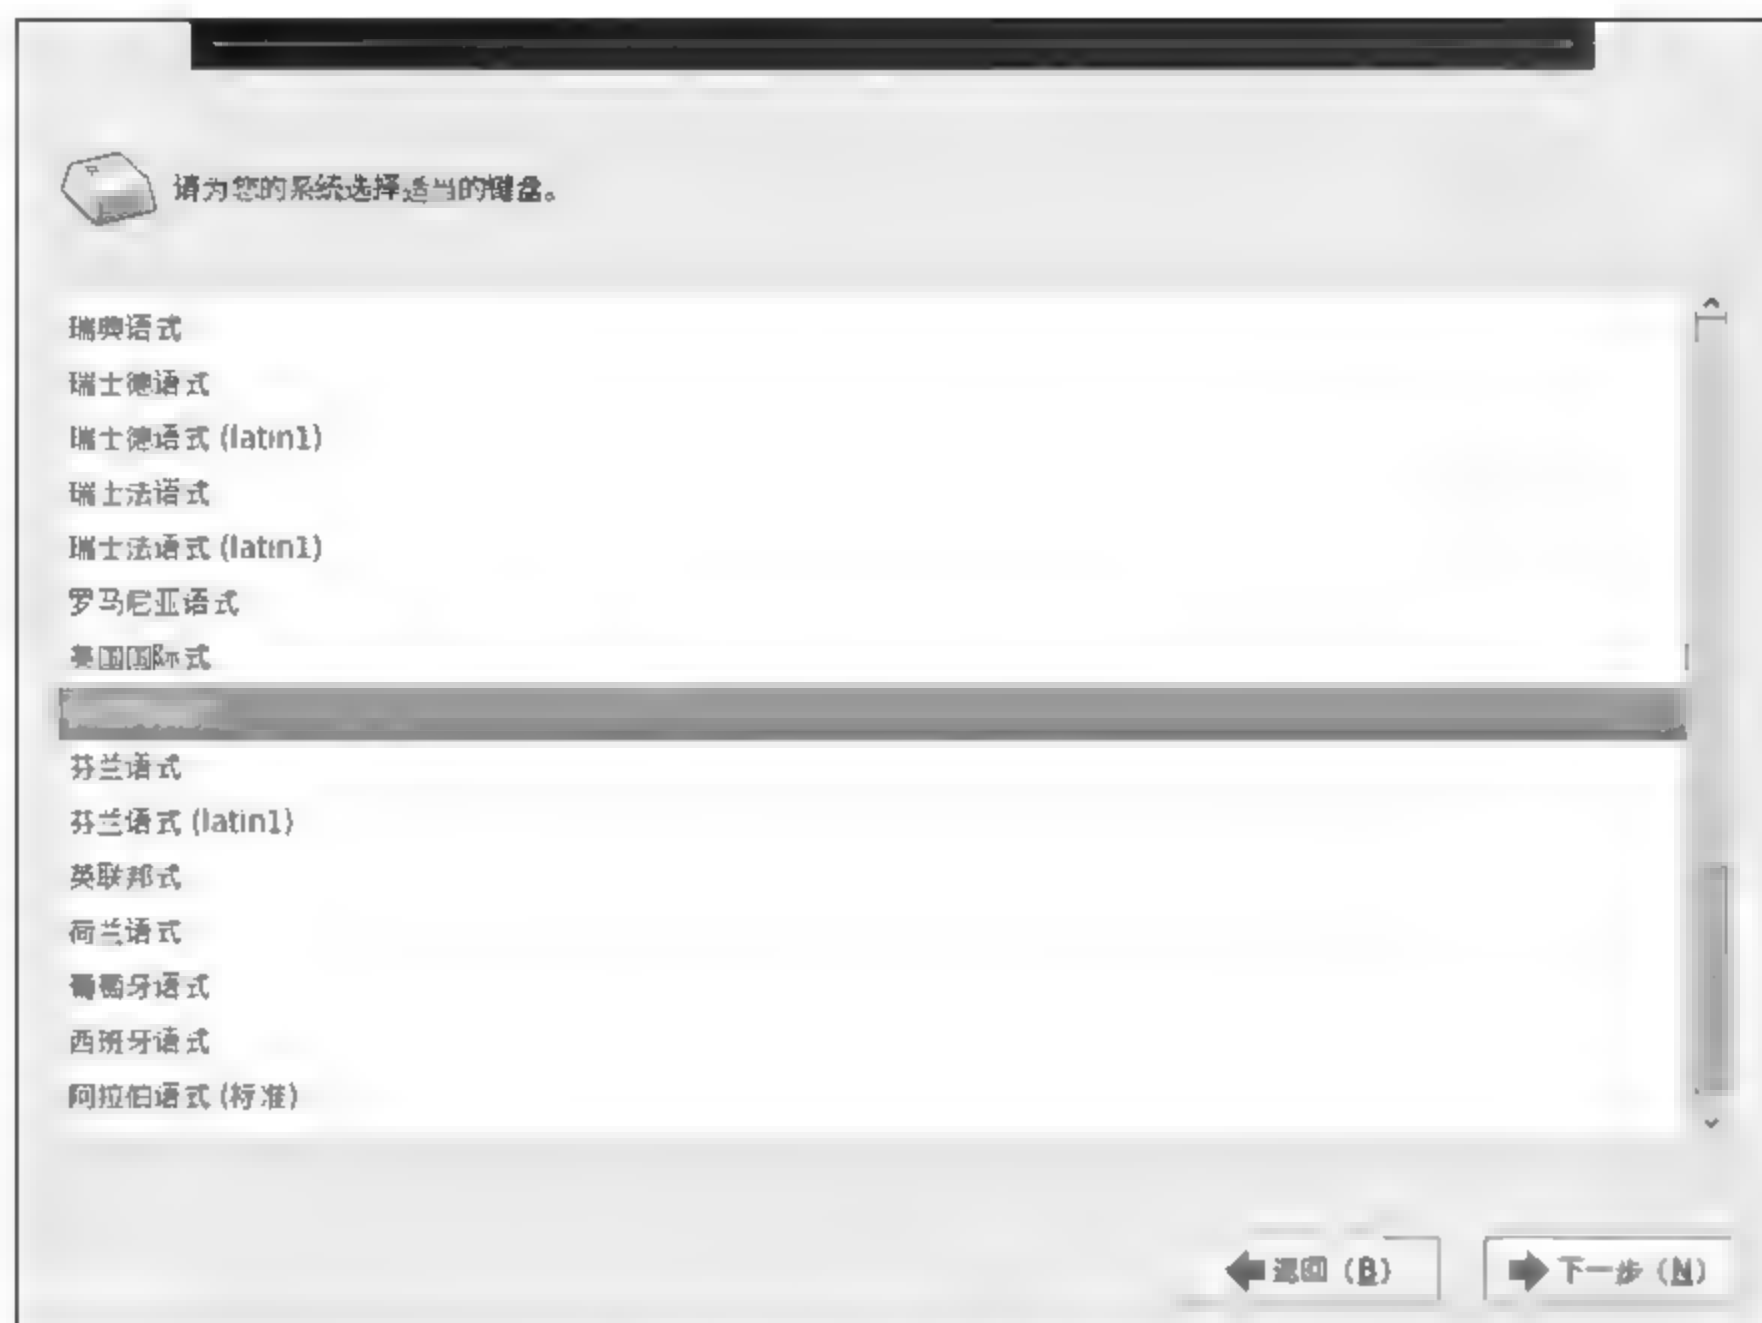 请为您的系统选择适当的键盘。
瑞典语式
瑞士德语式
瑞士德语式 (latin1)
瑞士法语式
瑞士法语式 (latin1)
罗马尼亚语式
美国国际式
芬兰语式
芬兰语式 (latin1)
英联邦式
荷兰语式
葡萄牙语式
西班牙语式
阿拉伯语式 (标准)
返回 (B) 下一步 (N)